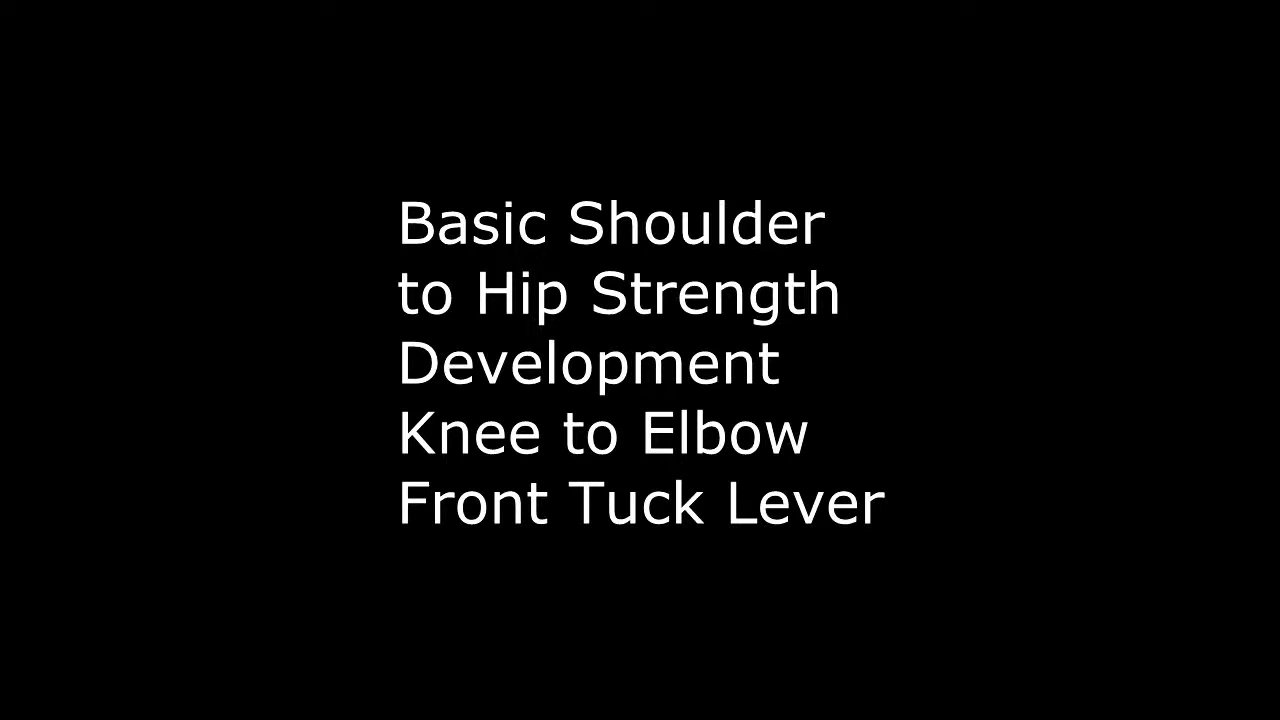 Basic Shoulder
to Hip Strength
Development
Knee to Elbow
Front Tuck Lever